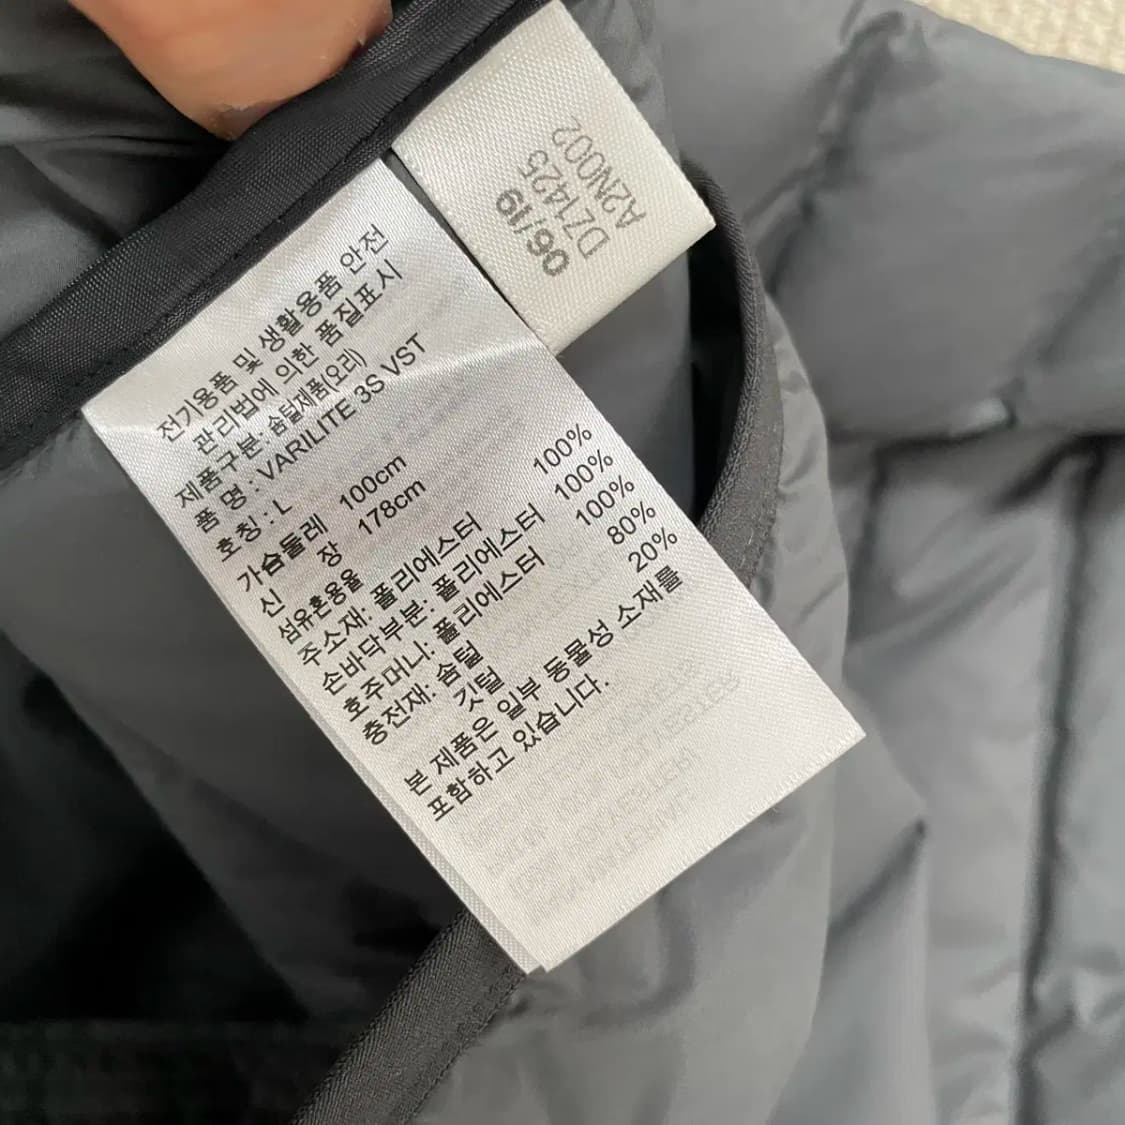 06/19
DZ1425
A2N002
전기용품 및 생활용품 안전
관리법에 의한 품질표시
제품구분 : 솜털제품(오리)
품 명 : VARILITE 3S VST
호칭 : L
가슴둘레 100cm
신 장 178cm
섬유혼용율
주소재: 폴리에스터 100%
손바닥부분: 폴리에스터 100%
호주머니: 폴리에스터 100%
충전재: 솜털 80%
깃털 20%
본 제품은 일부 동물성 소재를
포함하고 있습니다.